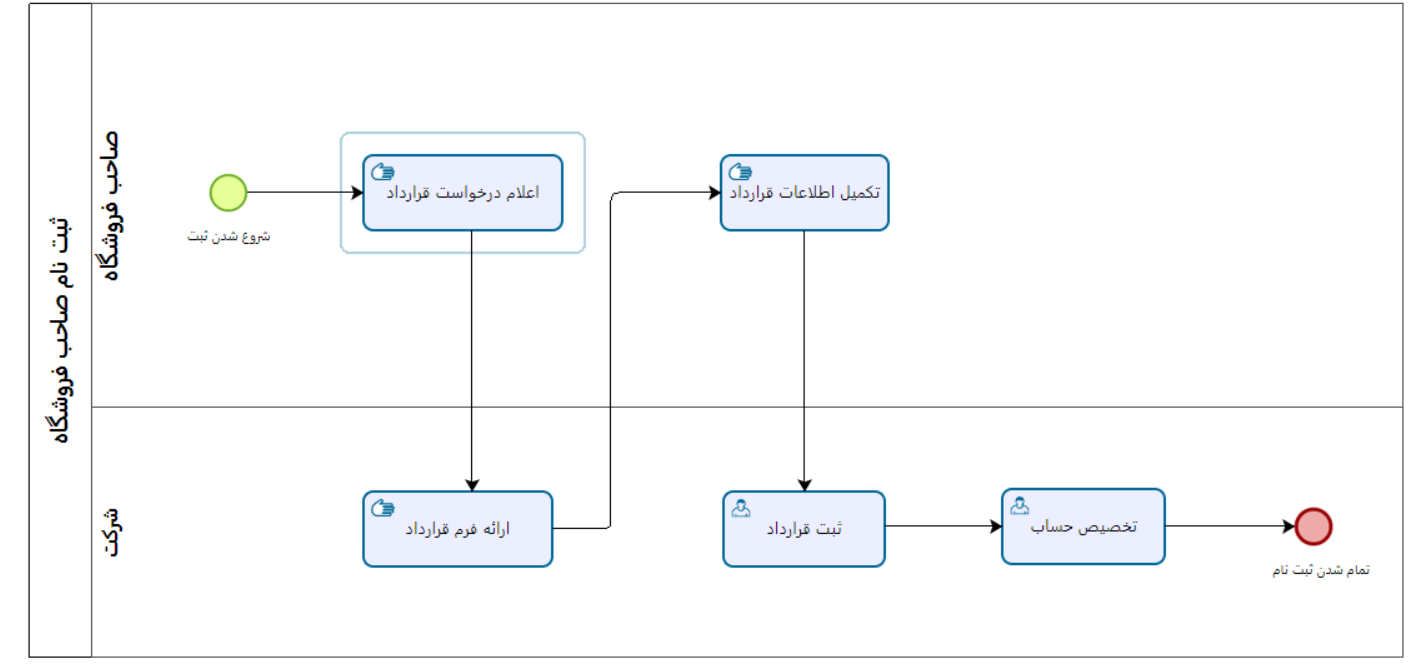 ثبت نام صاحب فروشگاه
صاحب فروشگاه
شروع شدن ثبت
اعلام درخواست قرارداد
تکمیل اطلاعات قرارداد
شرکت
ارائه فرم قرارداد
ثبت قرارداد
تخصیص حساب
تمام شدن ثبت نام